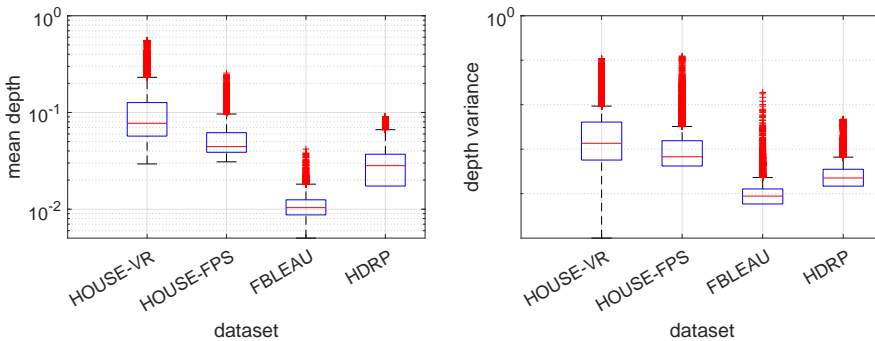 10^0
10^-1
10^-2
mean depth
HOUSE-VR
HOUSE-FPS
FBLEAU
HDRP
dataset
10^0
depth variance
HOUSE-VR
HOUSE-FPS
FBLEAU
HDRP
dataset